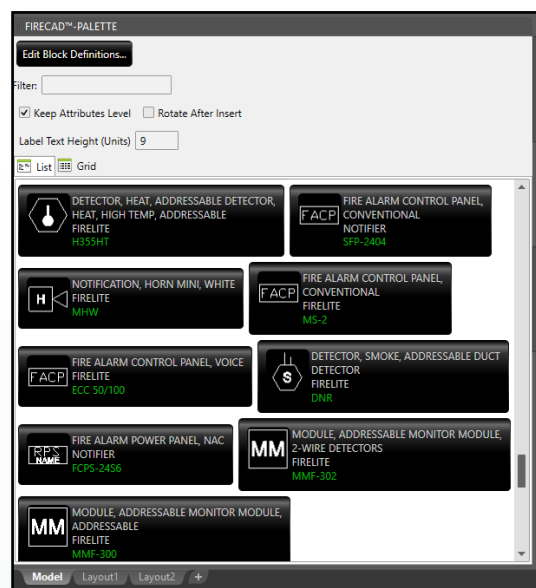 FIRECAD™-PALETTE
Edit Block Definitions...
Filter:
Keep Attributes Level Rotate After Insert
Label Text Height (Units) 9
List Grid
DETECTOR, HEAT, ADDRESSABLE DETECTOR,
HEAT, HIGH TEMP, ADDRESSABLE
FIRELITE
H355HT
FACP
FIRE ALARM CONTROL PANEL,
CONVENTIONAL
NOTIFIER
SFP-2404
H
NOTIFICATION, HORN MINI, WHITE
FIRELITE
MHW
FACP
FIRE ALARM CONTROL PANEL,
CONVENTIONAL
FIRELITE
MS-2
FACP
FIRE ALARM CONTROL PANEL, VOICE
FIRELITE
ECC 50/100
S
DETECTOR, SMOKE, ADDRESSABLE DUCT
DETECTOR
FIRELITE
DNR
RPS
NAME
FIRE ALARM POWER PANEL, NAC
NOTIFIER
FCPS-24S6
MM
MODULE, ADDRESSABLE MONITOR MODULE,
2-WIRE DETECTORS
FIRELITE
MMF-302
MM
MODULE, ADDRESSABLE MONITOR MODULE,
ADDRESSABLE
FIRELITE
MMF-300
Model Layout1 Layout2 +